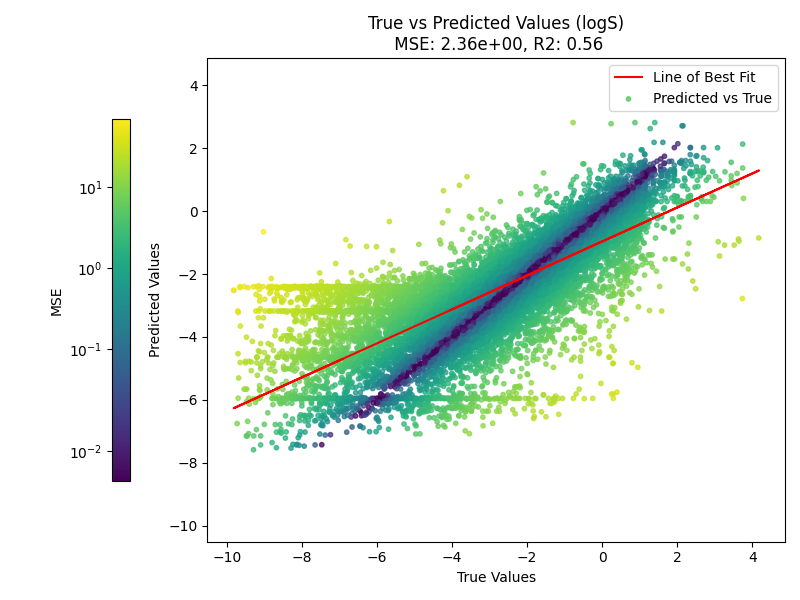 True vs Predicted Values (logS)
MSE: 2.36e+00, R2: 0.56
Line of Best Fit
Predicted vs True
4
2
0
−2
−4
−6
−8
−10
Predicted Values
−10
−8
−6
−4
−2
0
2
4
True Values
10¹
10⁰
10⁻¹
10⁻²
MSE